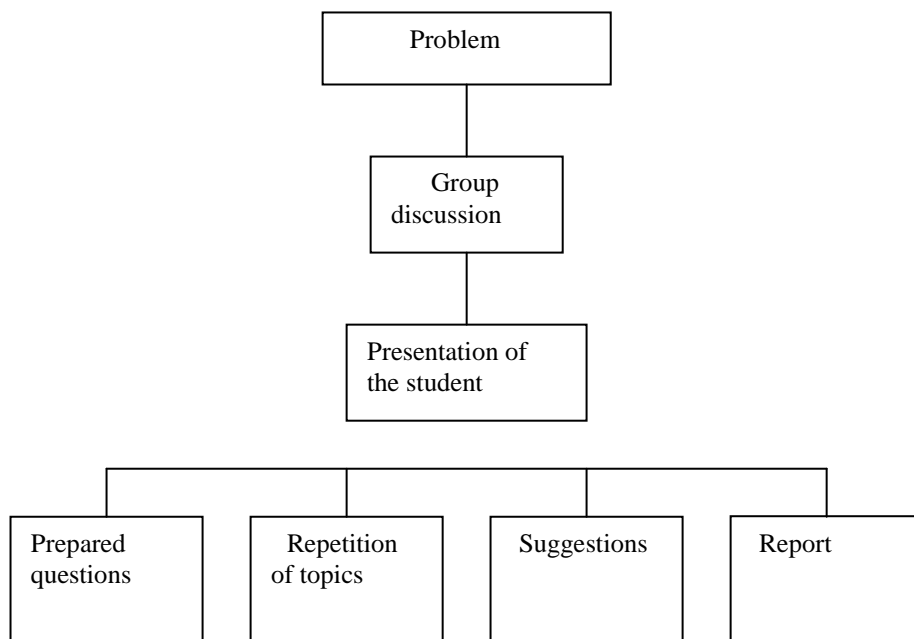 Problem
Group
discussion
Presentation of
the student
Prepared
questions
Repetition
of topics
Suggestions
Report